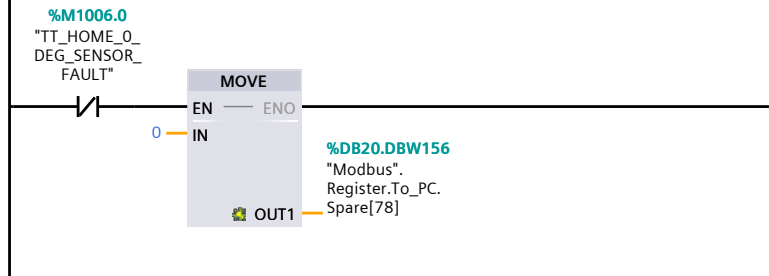 %M1006.0
"TT_HOME_0_
DEG_SENSOR_
FAULT"
MOVE
EN ENO
0 IN
%DB20.DBW156
"Modbus".
Register.To_PC.
OUT1 Spare[78]